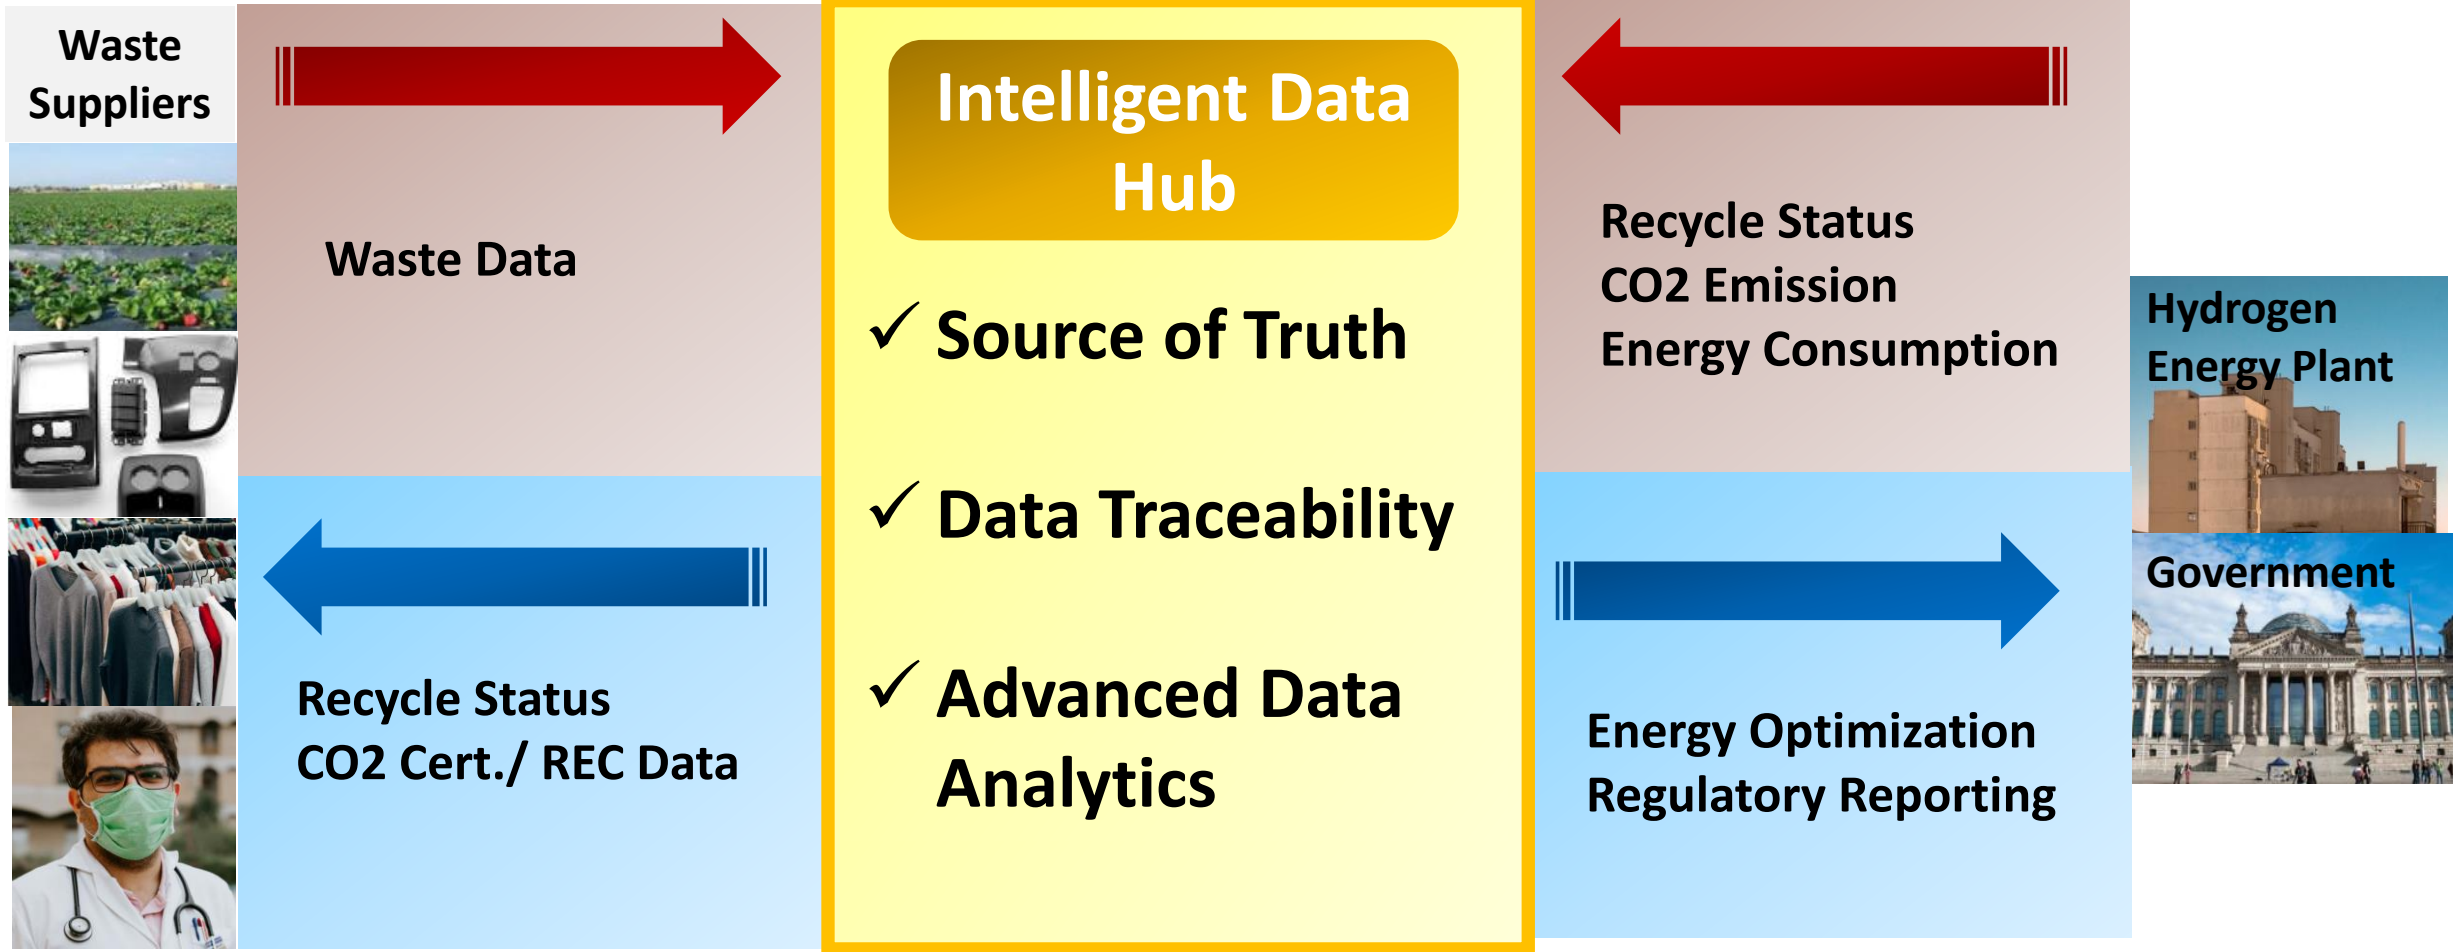 Waste
Suppliers
Waste Data
Recycle Status
CO2 Cert./ REC Data
Intelligent Data
Hub
✓ Source of Truth
✓ Data Traceability
✓ Advanced Data
Analytics
Recycle Status
CO2 Emission
Energy Consumption
Energy Optimization
Regulatory Reporting
Hydrogen
Energy Plant
Government